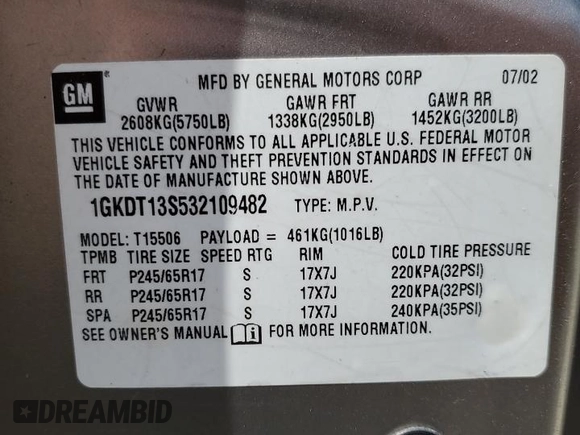 GM
MFD BY GENERAL MOTORS CORP 07/02
GVWR GAWR FRT GAWR RR
2608KG(5750LB) 1338KG(2950LB) 1452KG(3200LB)
THIS VEHICLE CONFORMS TO ALL APPLICABLE U.S. FEDERAL MOTOR
VEHICLE SAFETY AND THEFT PREVENTION STANDARDS IN EFFECT ON
THE DATE OF MANUFACTURE SHOWN ABOVE.
1GKDT13S532109482 TYPE: M.P.V.
MODEL: T15506 PAYLOAD = 461KG(1016LB)
TPMB TIRE SIZE SPEED RTG RIM COLD TIRE PRESSURE
FRT P245/65R17 S 17X7J 220KPA(32PSI)
RR P245/65R17 S 17X7J 220KPA(32PSI)
SPA P245/65R17 S 17X7J 240KPA(35PSI)
SEE OWNER'S MANUAL FOR MORE INFORMATION.
DREAMBID